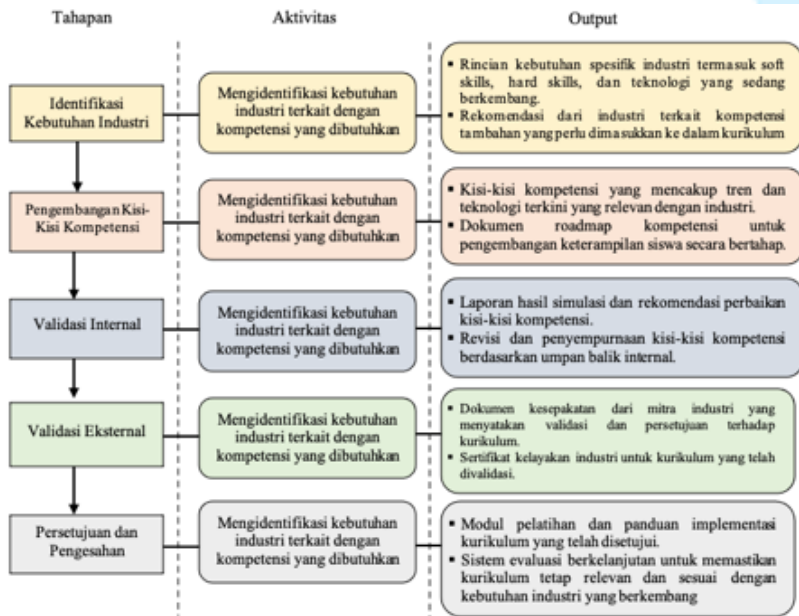 Tahapan
Aktivitas
Output
Identifikasi
Kebutuhan Industri
Mengidentifikasi kebutuhan
industri terkait dengan
kompetensi yang dibutuhkan
▪ Rincian kebutuhan spesifik industri termasuk soft
skills, hard skills, dan teknologi yang sedang
berkembang.
▪ Rekomendasi dari industri terkait kompetensi
tambahan yang perlu dimasukkan ke dalam kurikulum
Pengembangan Kisi-
Kisi Kompetensi
Mengidentifikasi kebutuhan
industri terkait dengan
kompetensi yang dibutuhkan
▪ Kisi-kisi kompetensi yang mencakup tren dan
teknologi terkini yang relevan dengan industri.
▪ Dokumen roadmap kompetensi untuk
pengembangan keterampilan siswa secara bertahap.
Validasi Internal
Mengidentifikasi kebutuhan
industri terkait dengan
kompetensi yang dibutuhkan
▪ Laporan hasil simulasi dan rekomendasi perbaikan
kisi-kisi kompetensi.
▪ Revisi dan penyempurnaan kisi-kisi kompetensi
berdasarkan umpan balik internal.
Validasi Eksternal
Mengidentifikasi kebutuhan
industri terkait dengan
kompetensi yang dibutuhkan
▪ Dokumen kesepakatan dari mitra industri yang
menyatakan validasi dan persetujuan terhadap
kurikulum.
▪ Sertifikat kelayakan industri untuk kurikulum yang telah
divalidasi.
Persetujuan dan
Pengesahan
Mengidentifikasi kebutuhan
industri terkait dengan
kompetensi yang dibutuhkan
▪ Modul pelatihan dan panduan implementasi
kurikulum yang telah disetujui.
▪ Sistem evaluasi berkelanjutan untuk memastikan
kurikulum tetap relevan dan sesuai dengan
kebutuhan industri yang berkembang